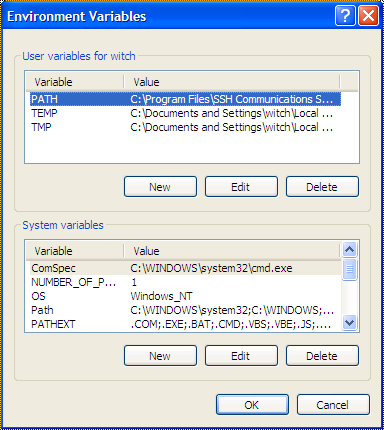 Environment Variables
User variables for witch
Variable Value
PATH C:\Program Files\SSH Communications S...
TEMP C:\Documents and Settings\witch\Local ...
TMP C:\Documents and Settings\witch\Local ...
New Edit Delete
System variables
Variable Value
ComSpec C:\WINDOWS\system32\cmd.exe
NUMBER_OF_P... 1
OS Windows_NT
Path C:\WINDOWS\system32;C:\WINDOWS;...
PATHEXT .COM;.EXE;.BAT;.CMD;.VBS;.VBE;.JS;....
New Edit Delete
OK Cancel